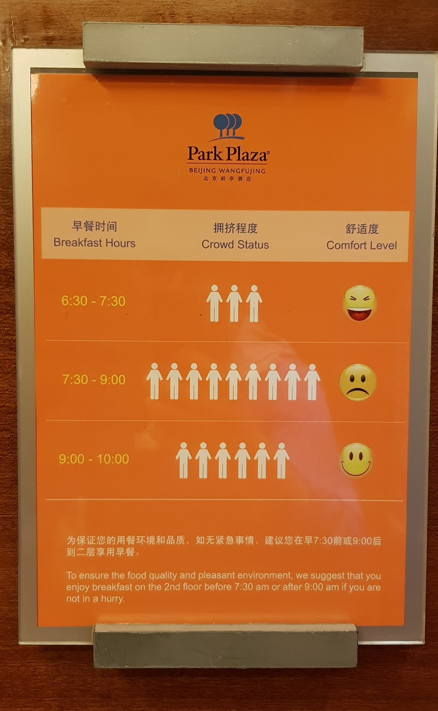 Park Plaza®
BEIJING WANGFUJING
北京丽亭酒店
早餐时间
Breakfast Hours
拥挤程度
Crowd Status
舒适度
Comfort Level
6:30 - 7:30
7:30 - 9:00
9:00 - 10:00
为保证您的用餐环境和品质，如无紧急事情，建议您在早7:30前或9:00后
到二层享用早餐。
To ensure the food quality and pleasant environment, we suggest that you
enjoy breakfast on the 2nd floor before 7:30 am or after 9:00 am if you are
not in a hurry.